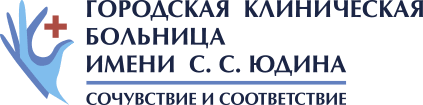 ГОРОДСКАЯ КЛИНИЧЕСКАЯ
БОЛЬНИЦА
ИМЕНИ С. С. ЮДИНА
СОЧУВСТВИЕ И СООТВЕТСТВИЕ